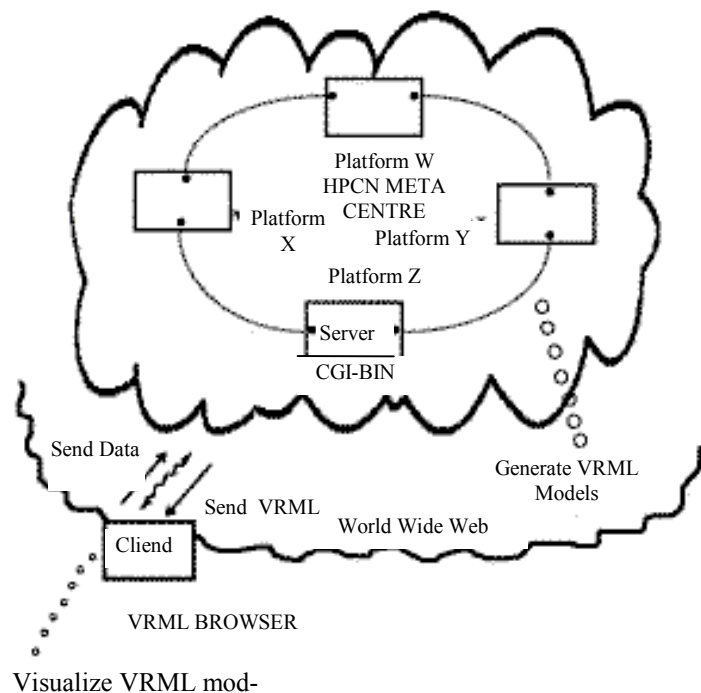 Platform W
HPCN META
CENTRE
Platform
X
Platform Y
Platform Z
Server
CGI-BIN
Send Data
Generate VRML
Models
Send VRML
World Wide Web
Cliend
VRML BROWSER
Visualize VRML mod-